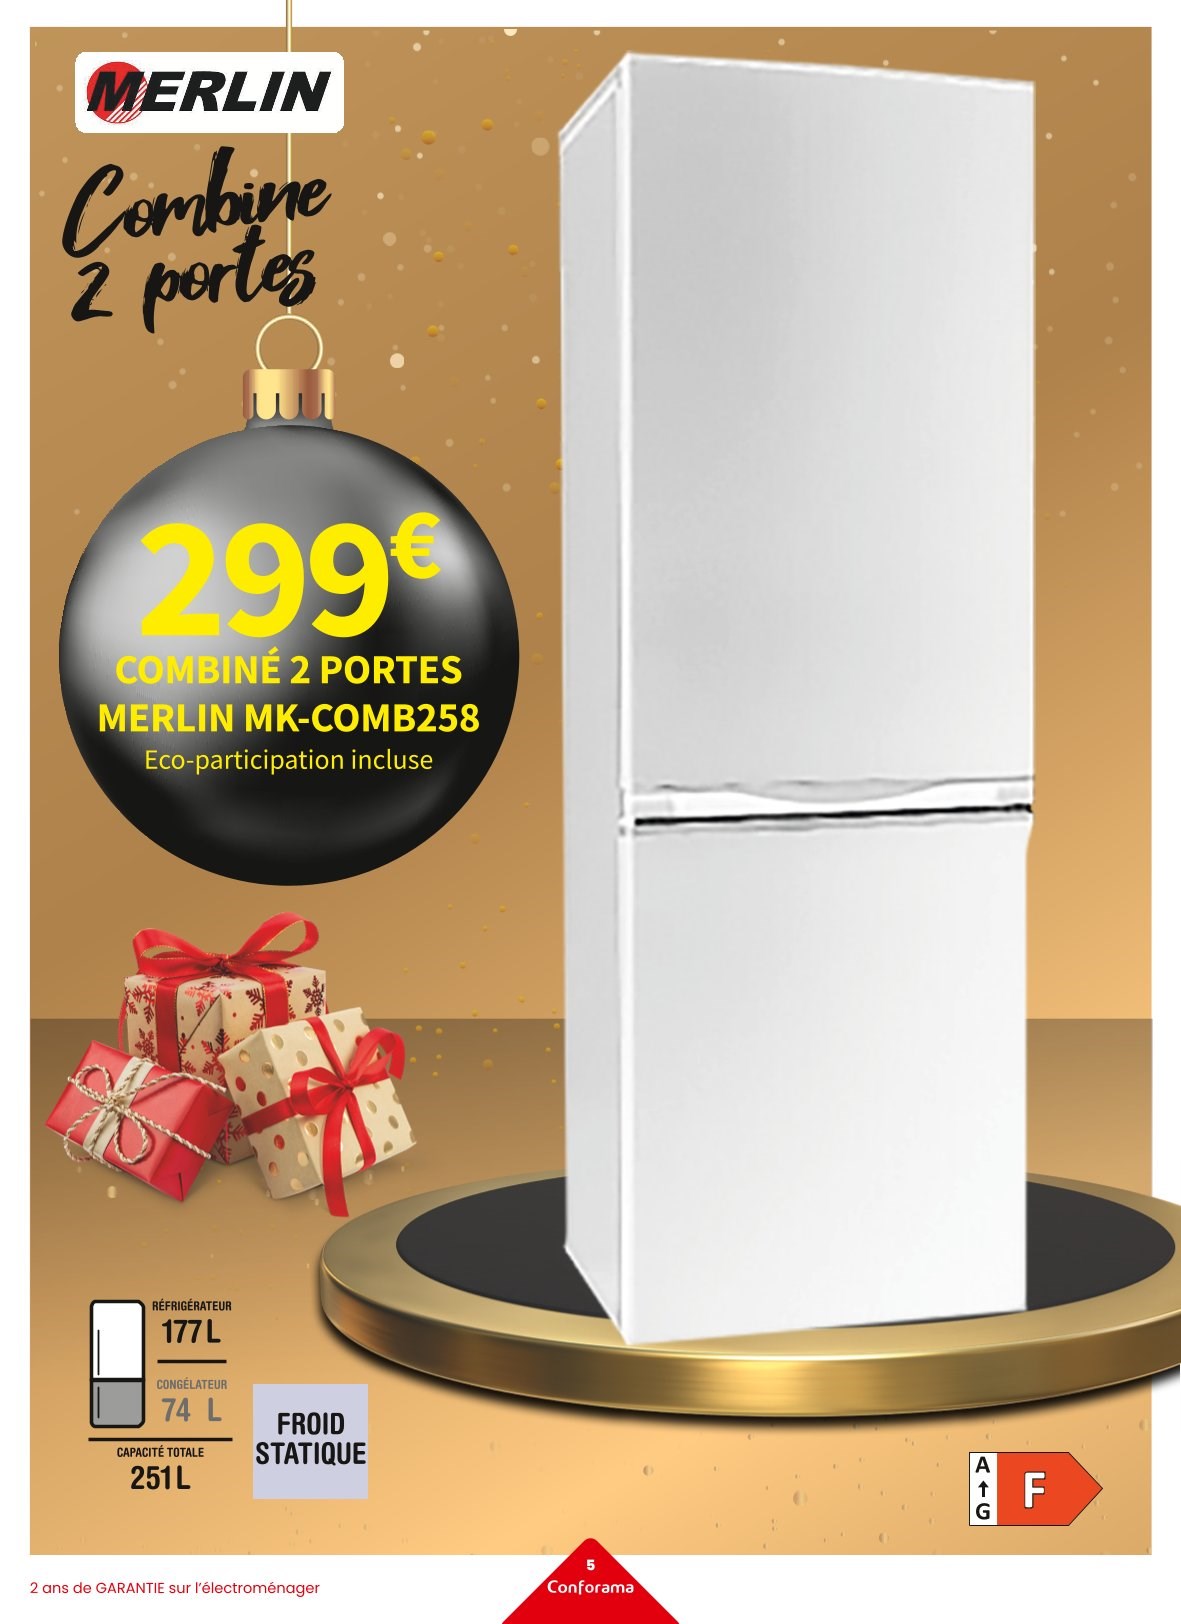 MERLIN
Combine
2 portes
299€
COMBINÉ 2 PORTES
MERLIN MK-COMB258
Eco-participation incluse
RÉFRIGÉRATEUR
177 L
CONGÉLATEUR
74 L
CAPACITÉ TOTALE
251 L
FROID
STATIQUE
A
↑
G
F
2 ans de GARANTIE sur l'électroménager
5
Conforama